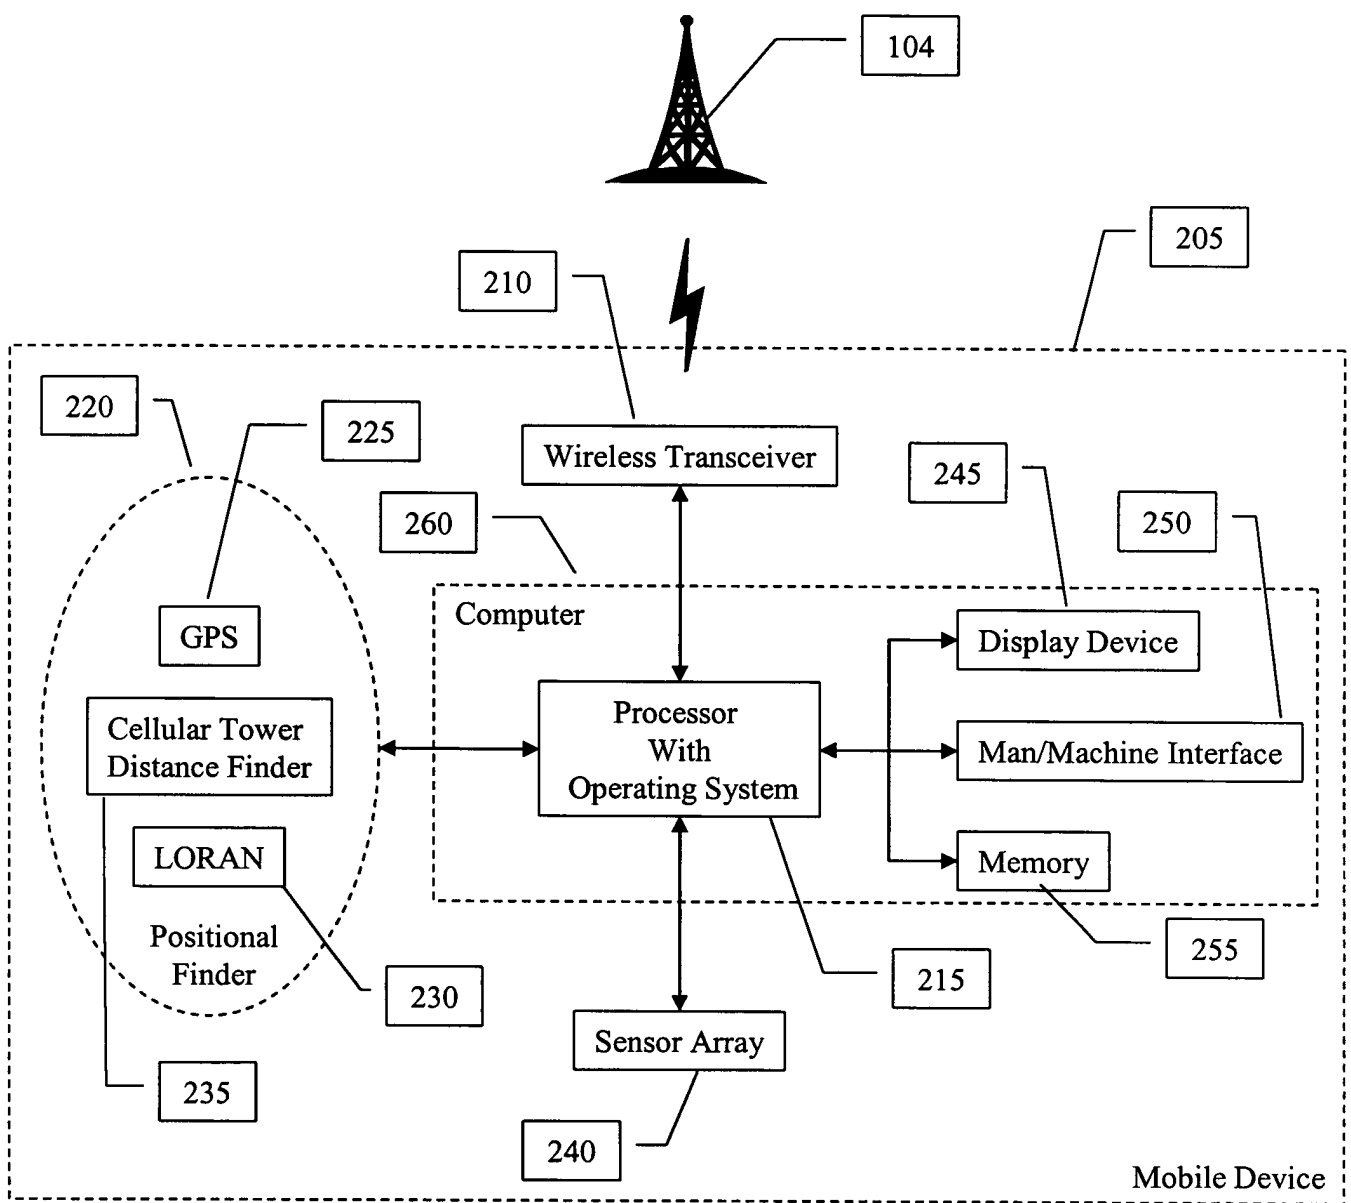 104
205
210
220
225
Wireless Transceiver
245
250
260
Computer
GPS
Display Device
Cellular Tower
Distance Finder
Processor
With
Operating System
Man/Machine Interface
LORAN
Memory
Positional
Finder
230
215
255
Sensor Array
235
240
Mobile Device